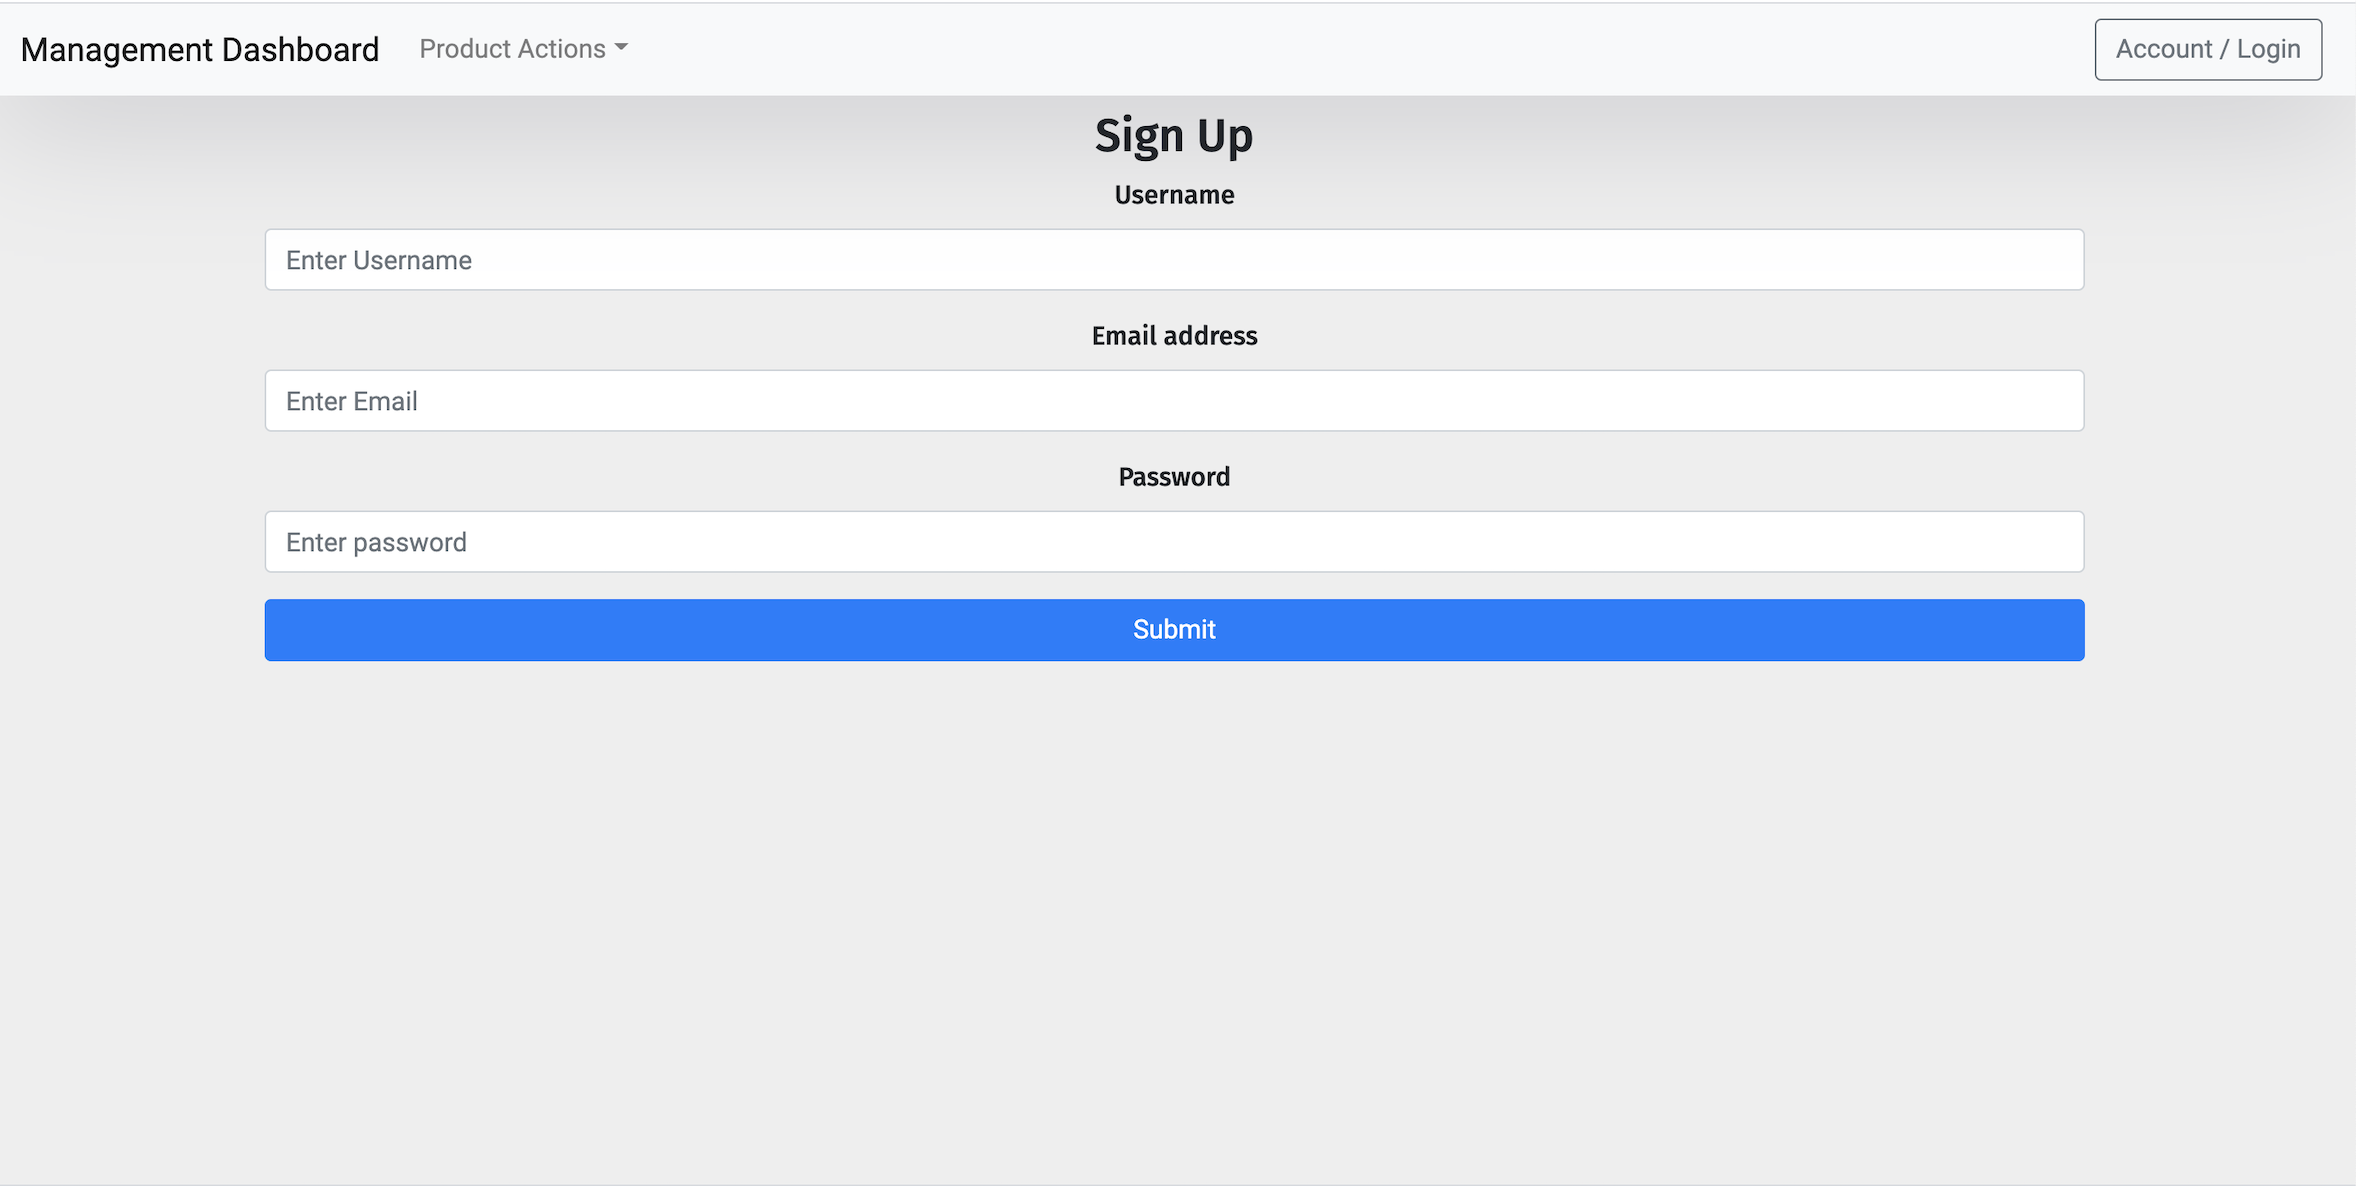 Management Dashboard Product Actions Account / Login
Sign Up
Username
Enter Username
Email address
Enter Email
Password
Enter password
Submit